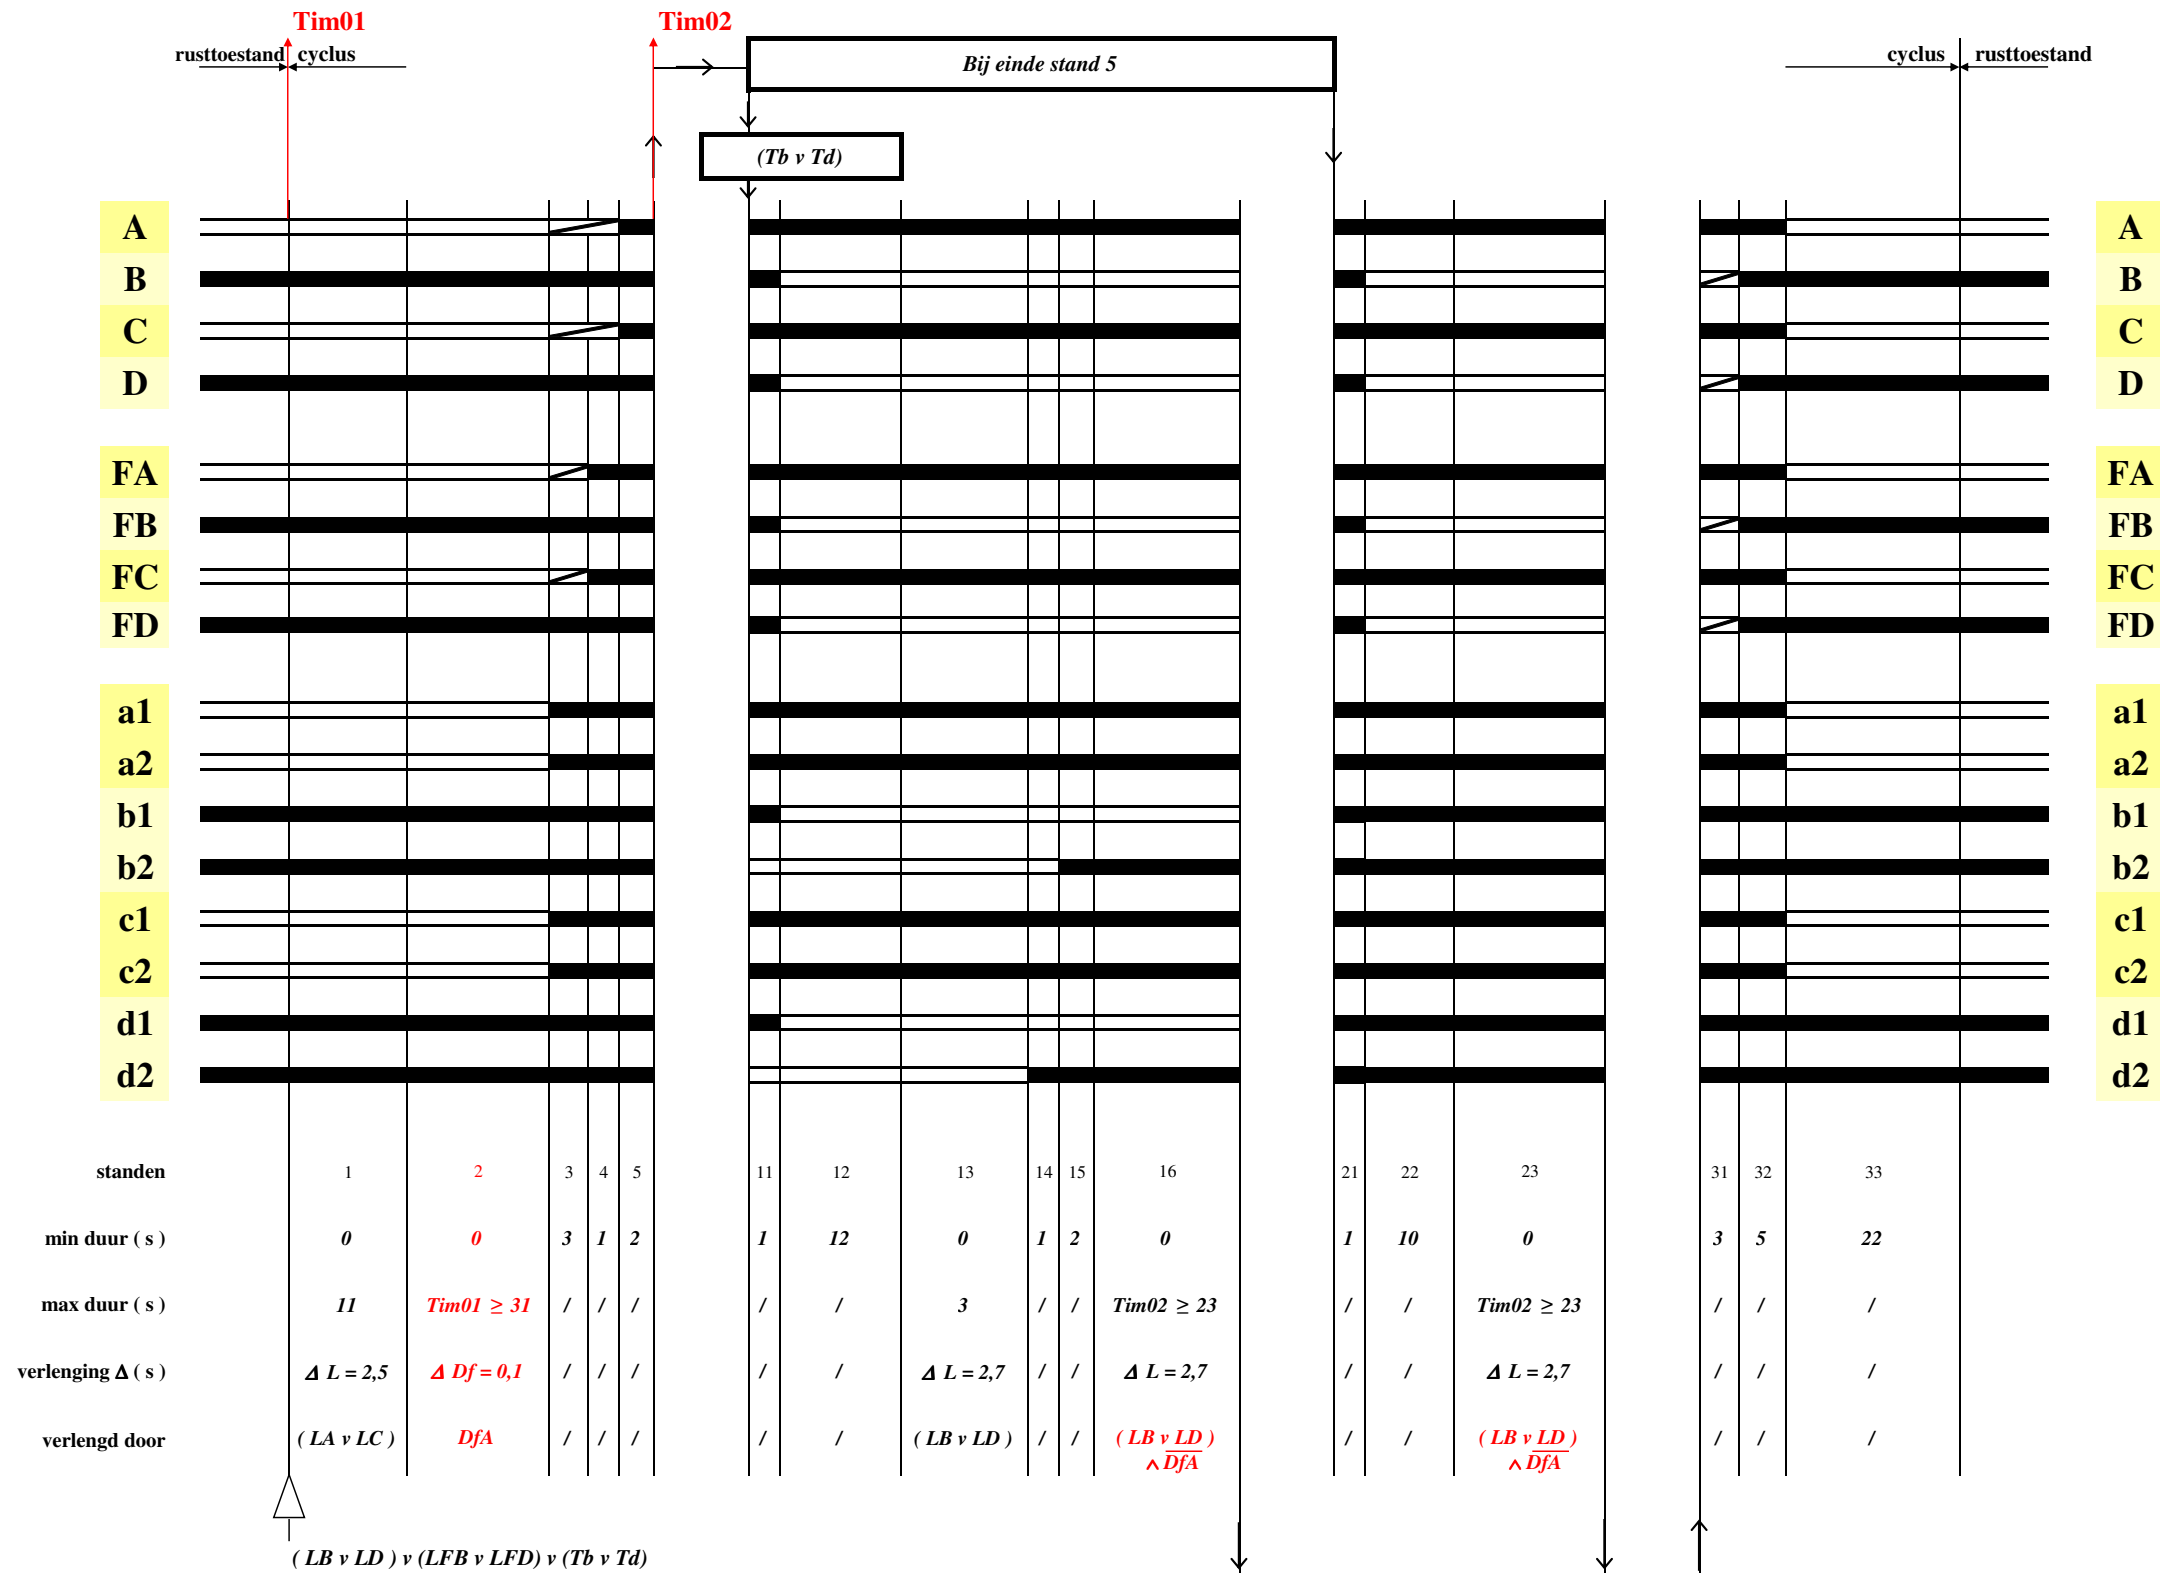 Tim01 Tim02
rusttoestand cyclus Bij einde stand 5 cyclus rusttoestand
(Tb v Td)
A A
B B
C C
D D
FA FA
FB FB
FC FC
FD FD
a1 a1
a2 a2
b1 b1
b2 b2
c1 c1
c2 c2
d1 d1
d2 d2
standen 1 2 3 4 5 11 12 13 14 15 16 21 22 23 31 32 33
min duur ( s ) 0 0 3 1 2 1 12 0 1 2 0 1 10 0 3 5 22
max duur ( s ) 11 Tim01 ≥ 31 / / / / / 3 / / Tim02 ≥ 23 / / Tim02 ≥ 23 / / /
verlenging Δ ( s ) Δ L = 2,5 Δ Df = 0,1 / / / / / Δ L = 2,7 / / Δ L = 2,7 / / Δ L = 2,7 / / /
verlengd door ( LA v LC ) DfA / / / / / ( LB v LD ) / / ( LB v LD ) / / ( LB v LD ) / / /
∧ D̅f̅A̅ ∧ D̅f̅A̅
( LB v LD ) v (LFB v LFD) v (Tb v Td)